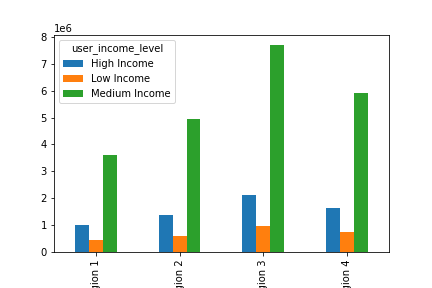 1e6
8
7
6
5
4
3
2
1
0
user_income_level
High Income
Low Income
Medium Income
gion 1
gion 2
gion 3
gion 4